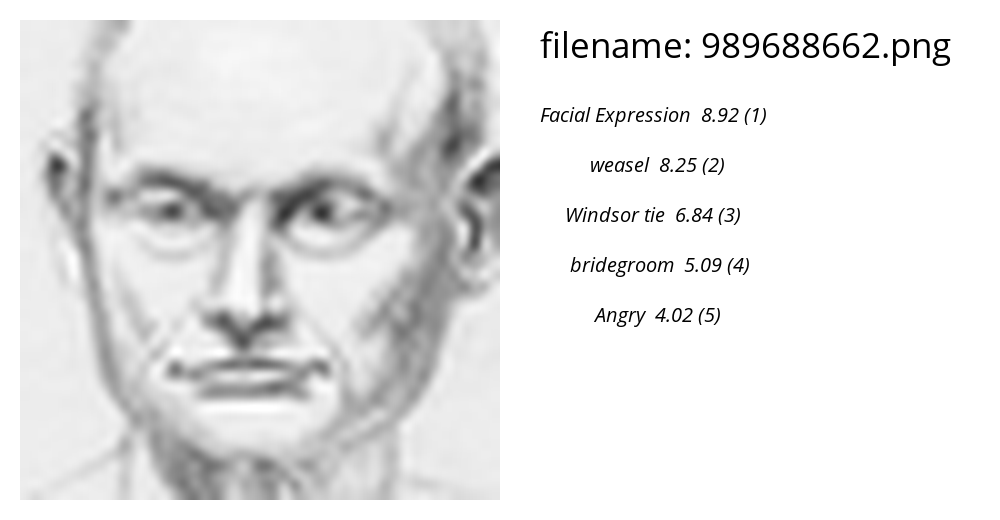 filename: 989688662.png
Facial Expression 8.92 (1)
weasel 8.25 (2)
Windsor tie 6.84 (3)
bridegroom 5.09 (4)
Angry 4.02 (5)